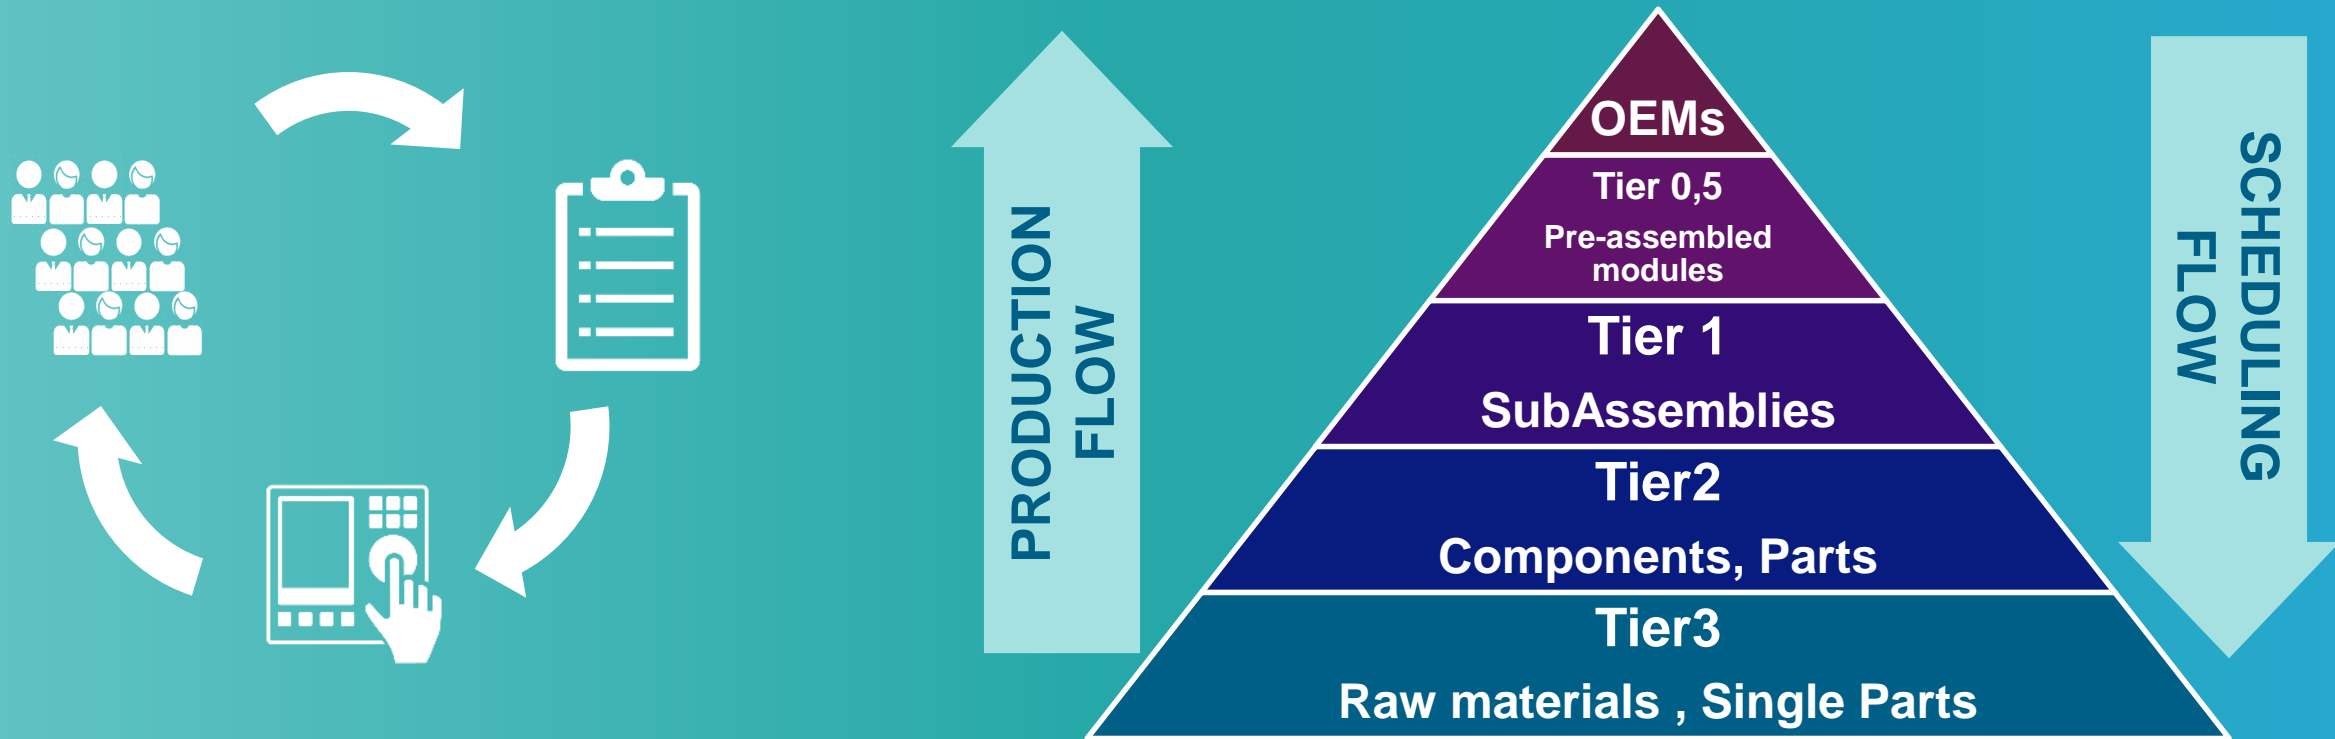 PRODUCTION
FLOW
OEMs
Tier 0,5
Pre-assembled
modules
Tier 1
SubAssemblies
Tier2
Components, Parts
Tier3
Raw materials , Single Parts
SCHEDULING
FLOW